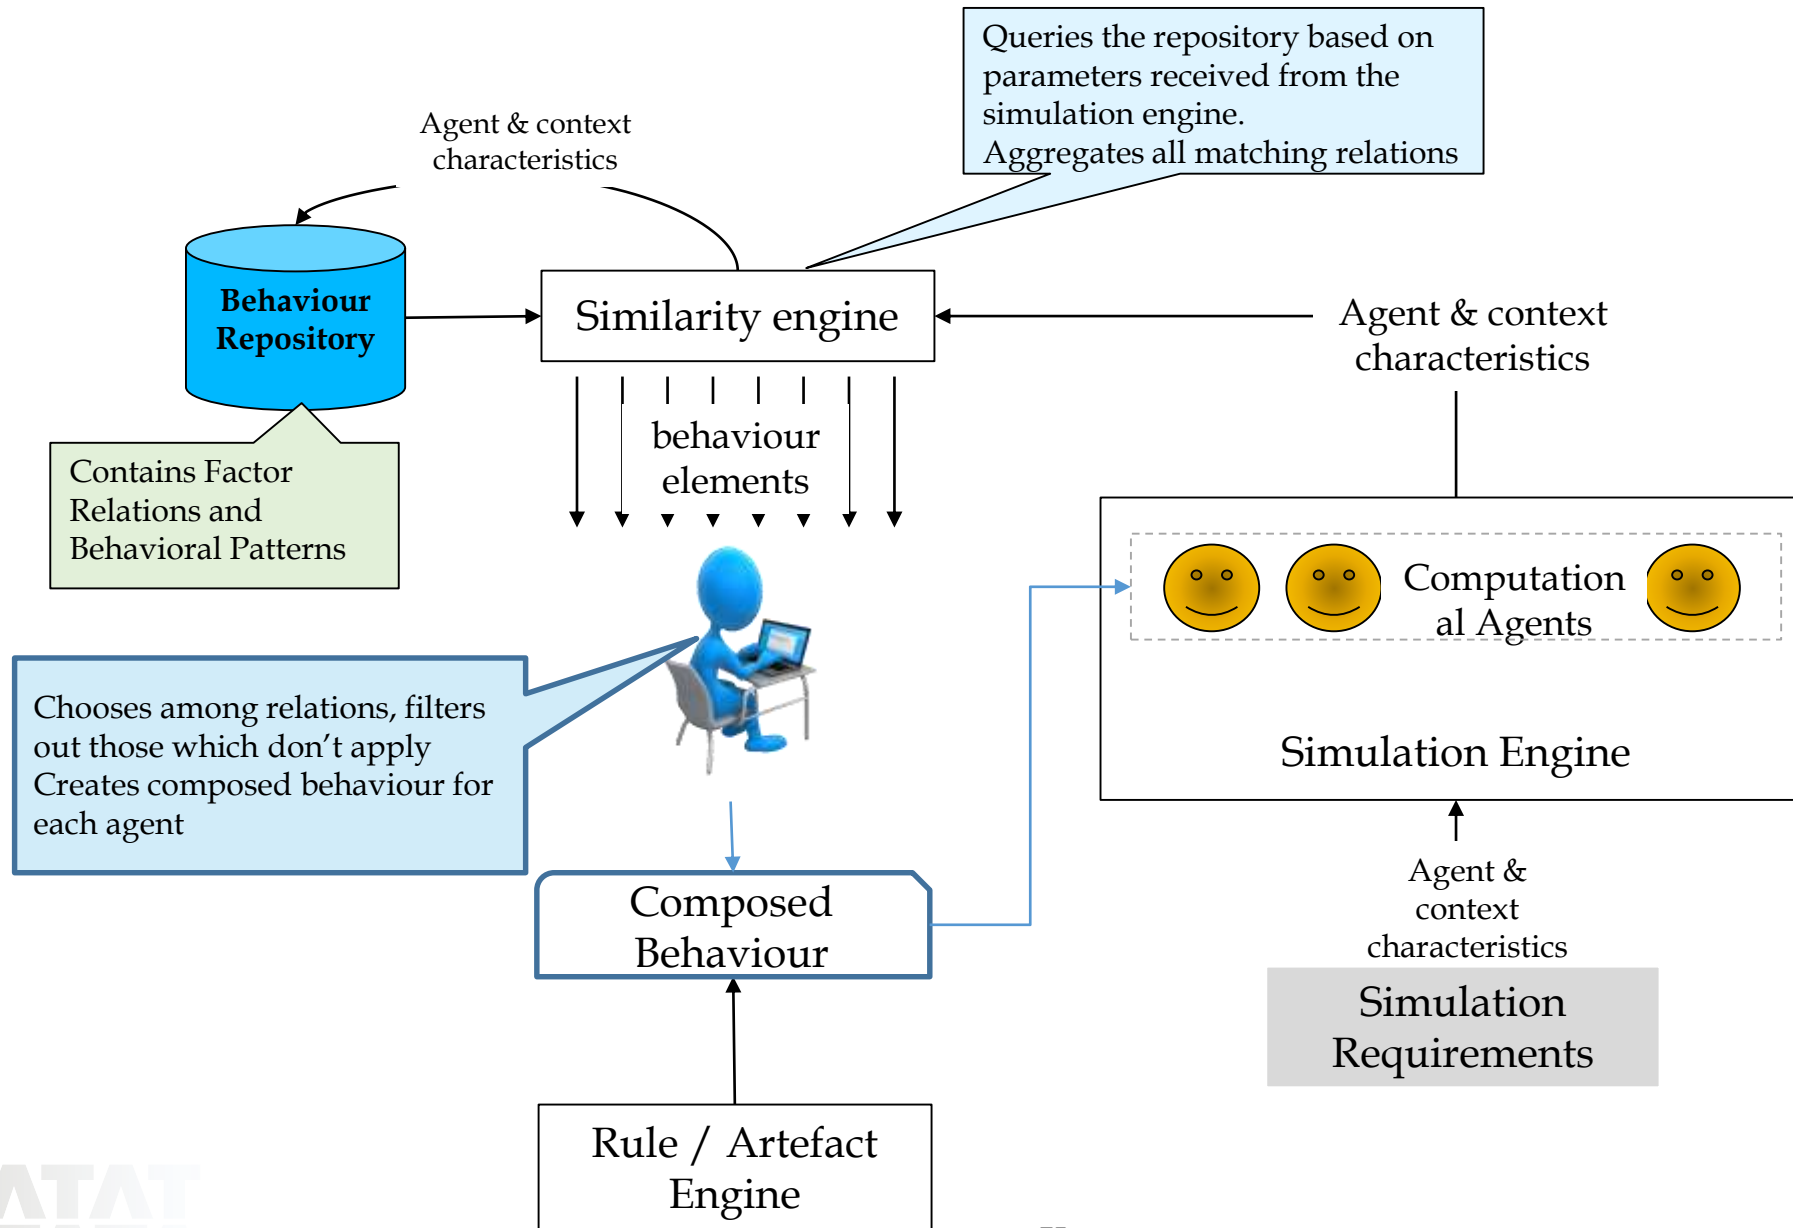 Queries the repository based on
parameters received from the
simulation engine.
Aggregates all matching relations
Agent & context
characteristics
Behaviour
Repository
Similarity engine
Agent & context
characteristics
behaviour
elements
Contains Factor
Relations and
Behavioral Patterns
Computation
al Agents
Simulation Engine
Chooses among relations, filters
out those which don’t apply
Creates composed behaviour for
each agent
Composed
Behaviour
Agent &
context
characteristics
Simulation
Requirements
Rule / Artefact
Engine